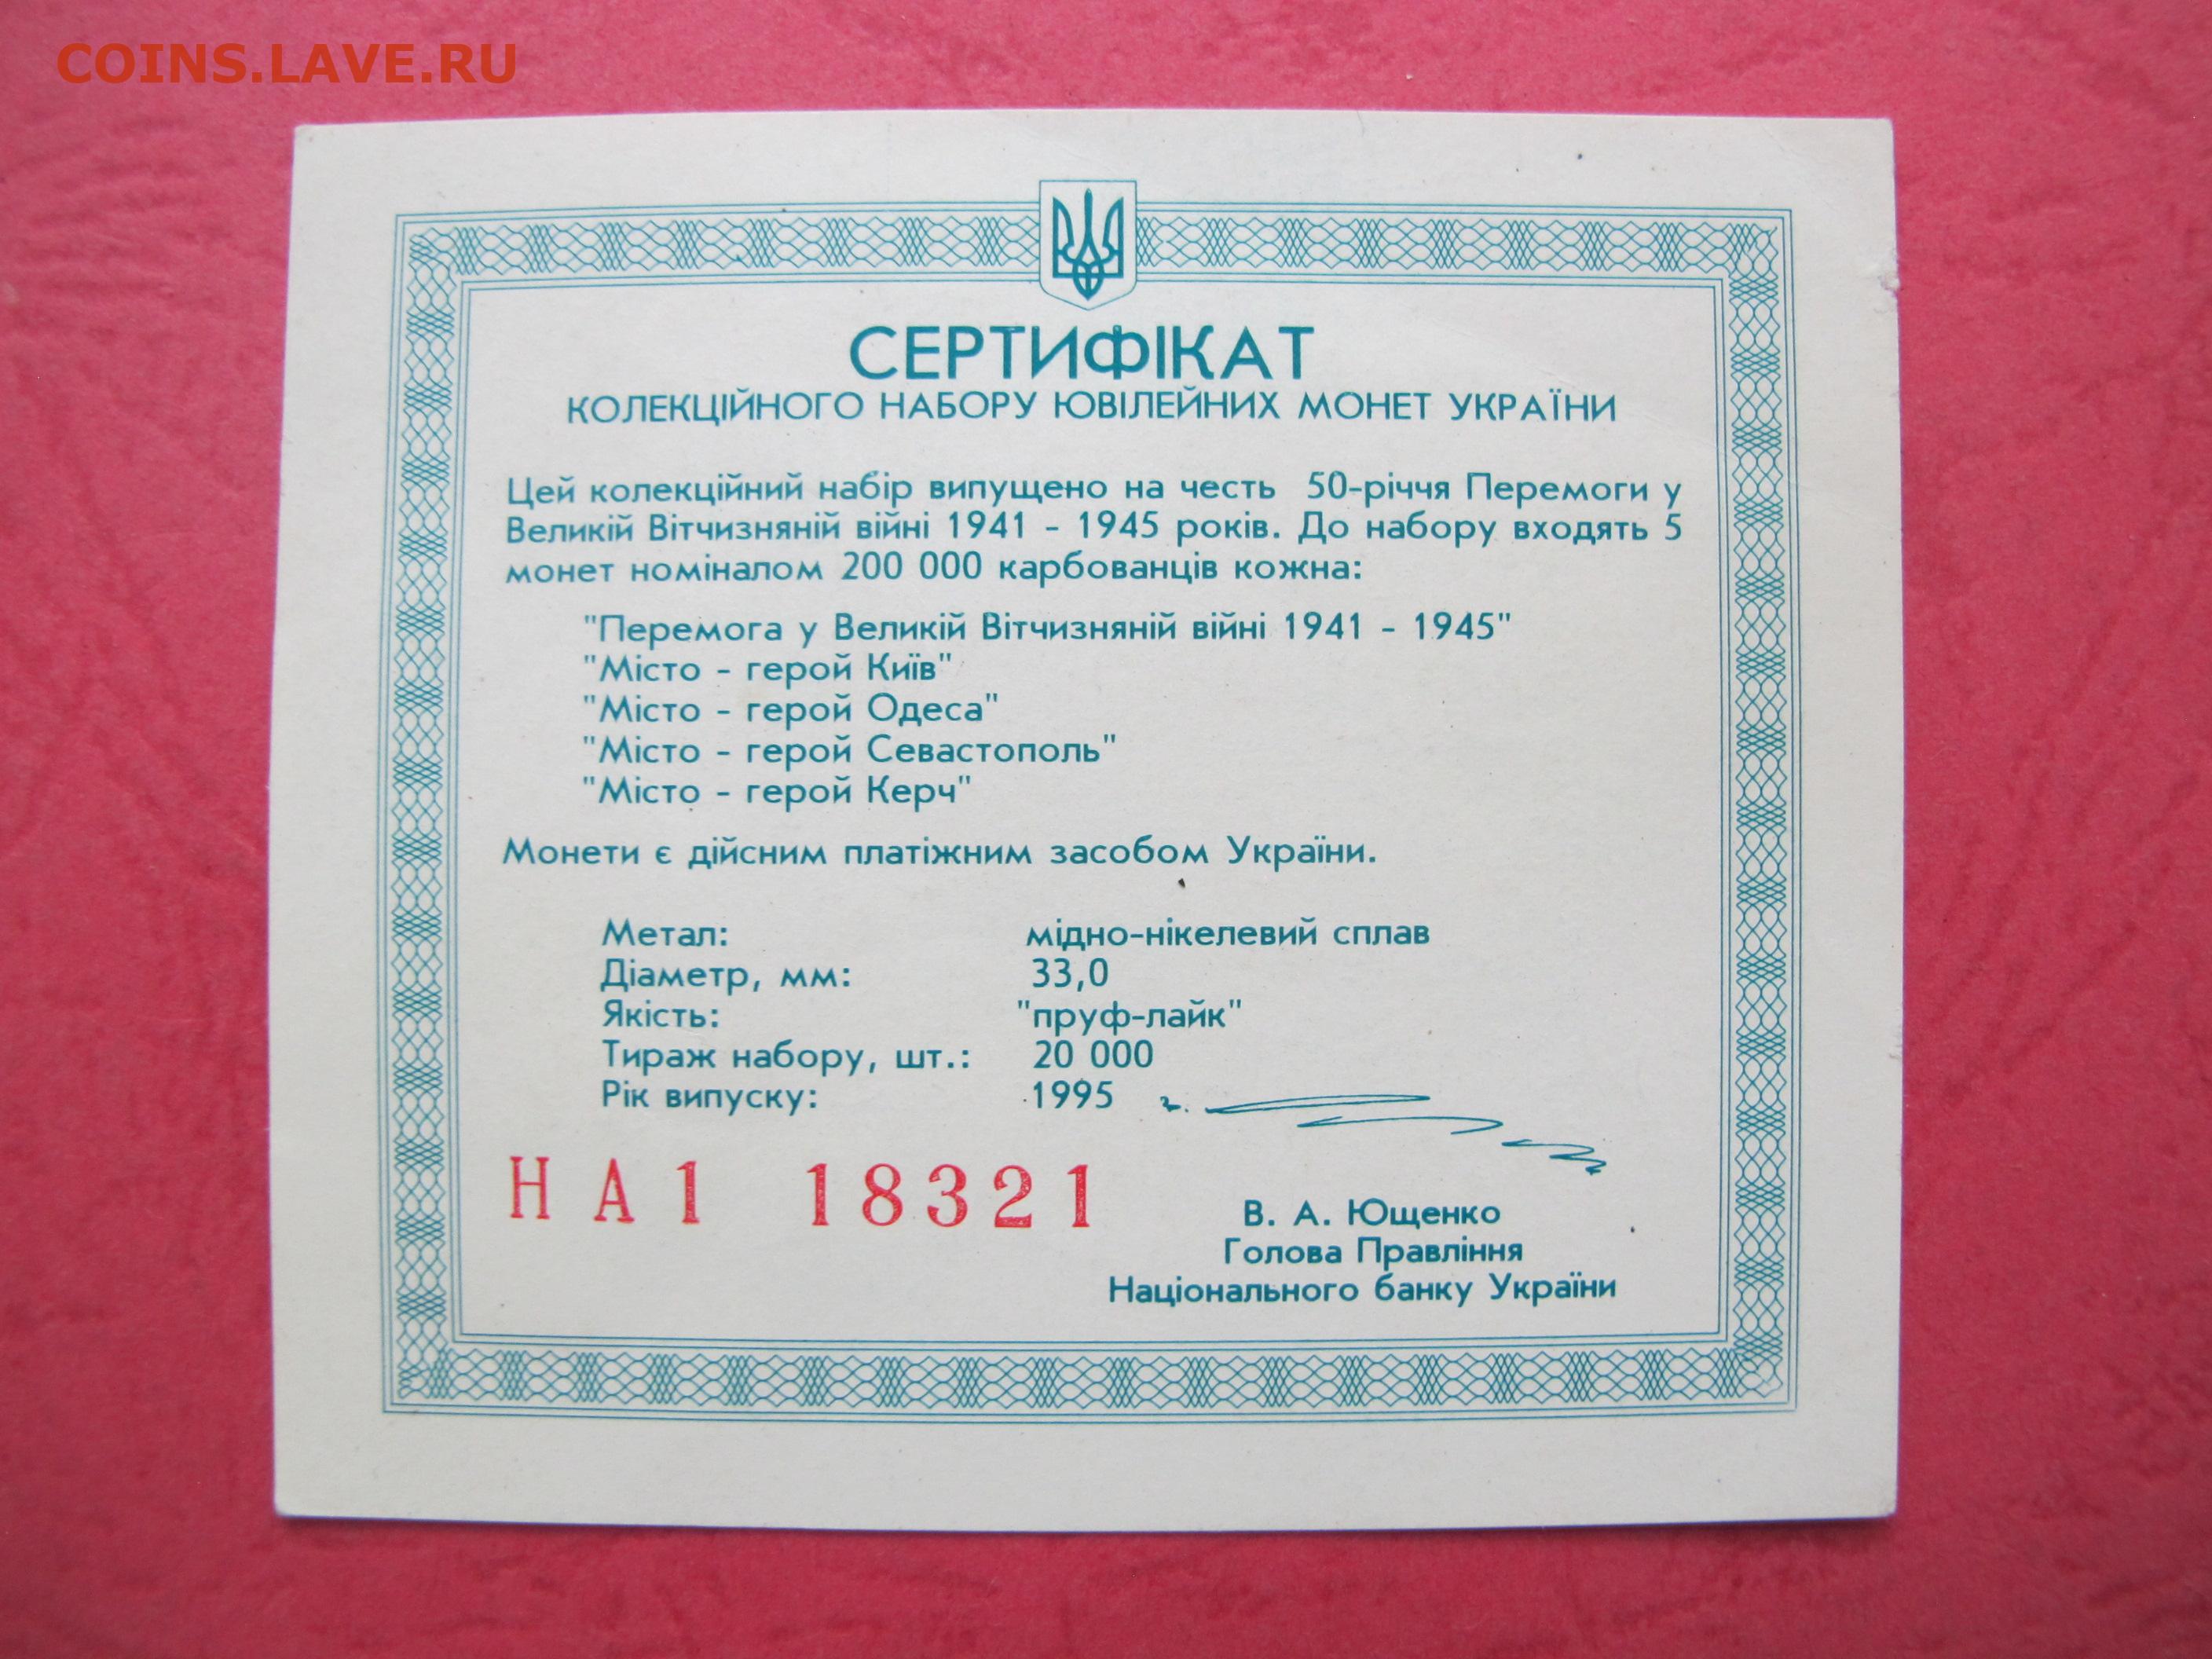 COINS.LAVE.RU
СЕРТИФІКАТ
КОЛЕКЦІЙНОГО НАБОРУ ЮВІЛЕЙНИХ МОНЕТ УКРАЇНИ
Цей колекційний набір випущено на честь 50-річчя Перемоги у
Великій Вітчизняній війні 1941 - 1945 років. До набору входять 5
монет номіналом 200 000 карбованців кожна:
"Перемога у Великій Вітчизняній війні 1941 - 1945"
"Місто - герой Київ"
"Місто - герой Одеса"
"Місто - герой Севастополь"
"Місто - герой Керч"
Монети є дійсним платіжним засобом України.
Метал: мідно-нікелевий сплав
Діаметр, мм: 33,0
Якість: "пруф-лайк"
Тираж набору, шт.: 20 000
Рік випуску: 1995
НА1 18321
В. А. Ющенко
Голова Правління
Національного банку України